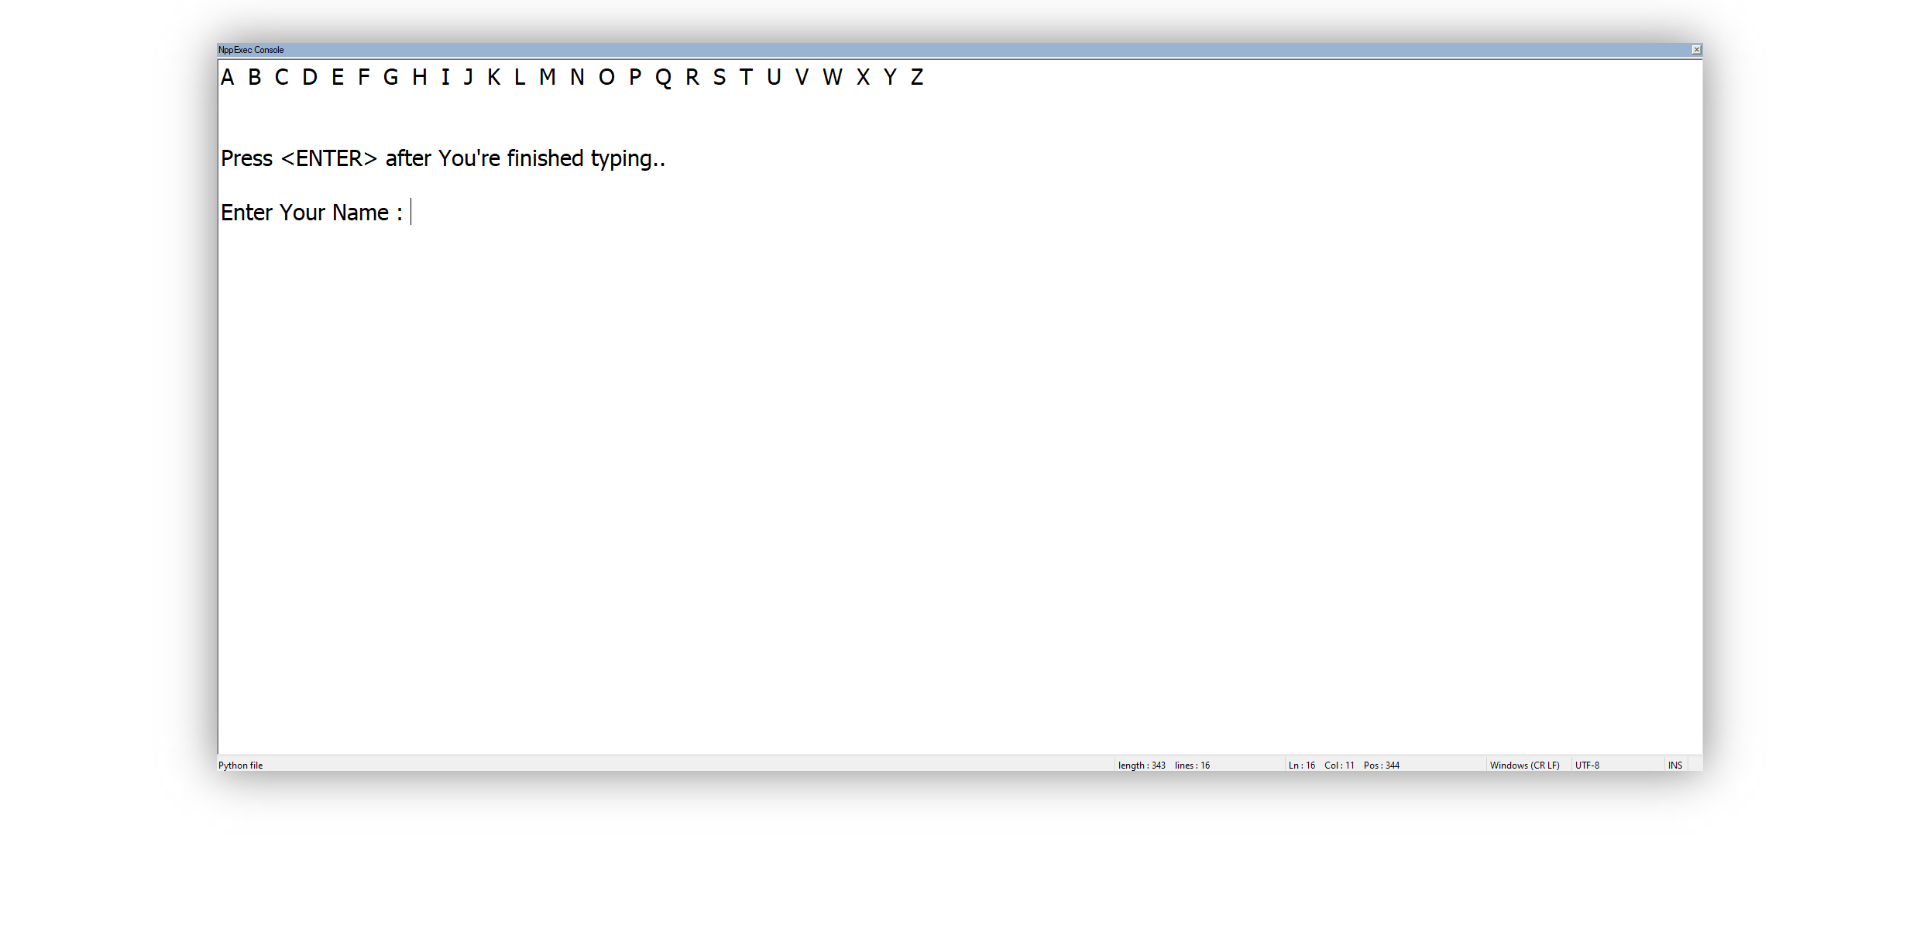 NppExec Console
A B C D E F G H I J K L M N O P Q R S T U V W X Y Z
Press <ENTER> after You're finished typing..
Enter Your Name :
Python file length : 343 lines : 16 Ln : 16 Col : 11 Pos : 344 Windows (CR LF) UTF-8 INS